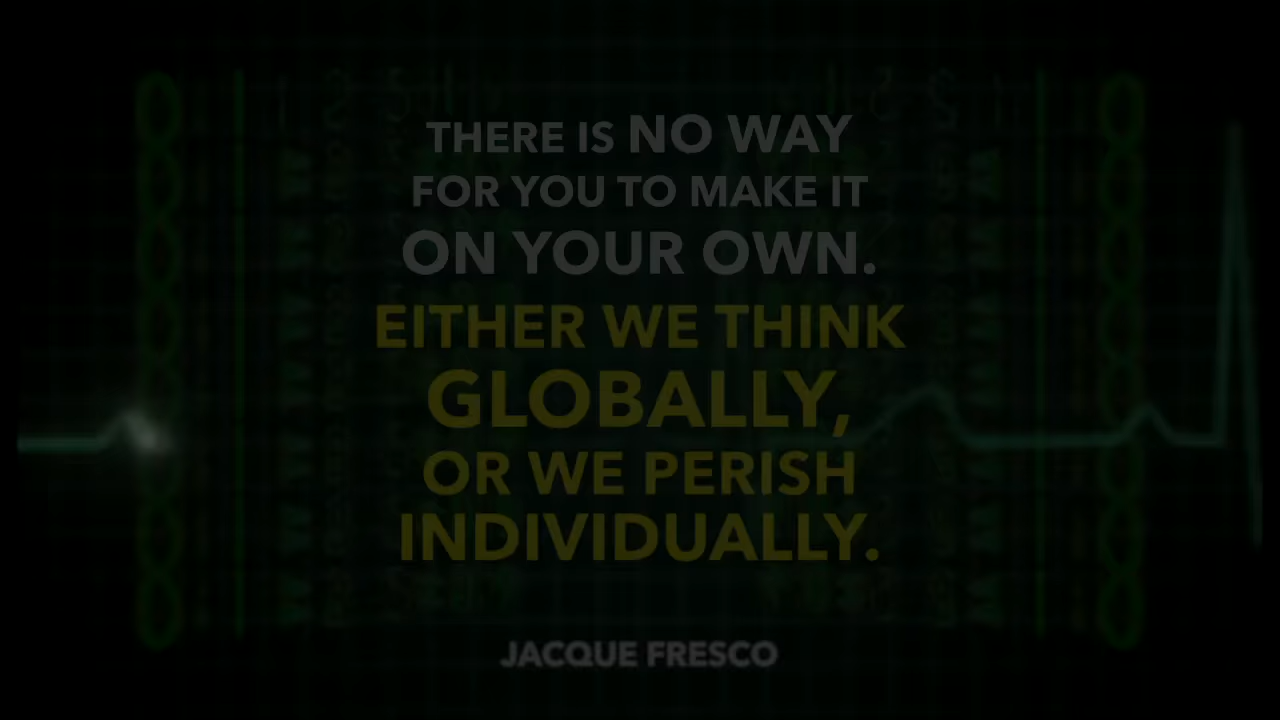 THERE IS NO WAY
FOR YOU TO MAKE IT
ON YOUR OWN.
EITHER WE THINK
GLOBALLY,
OR WE PERISH
INDIVIDUALLY.
JACQUE FRESCO